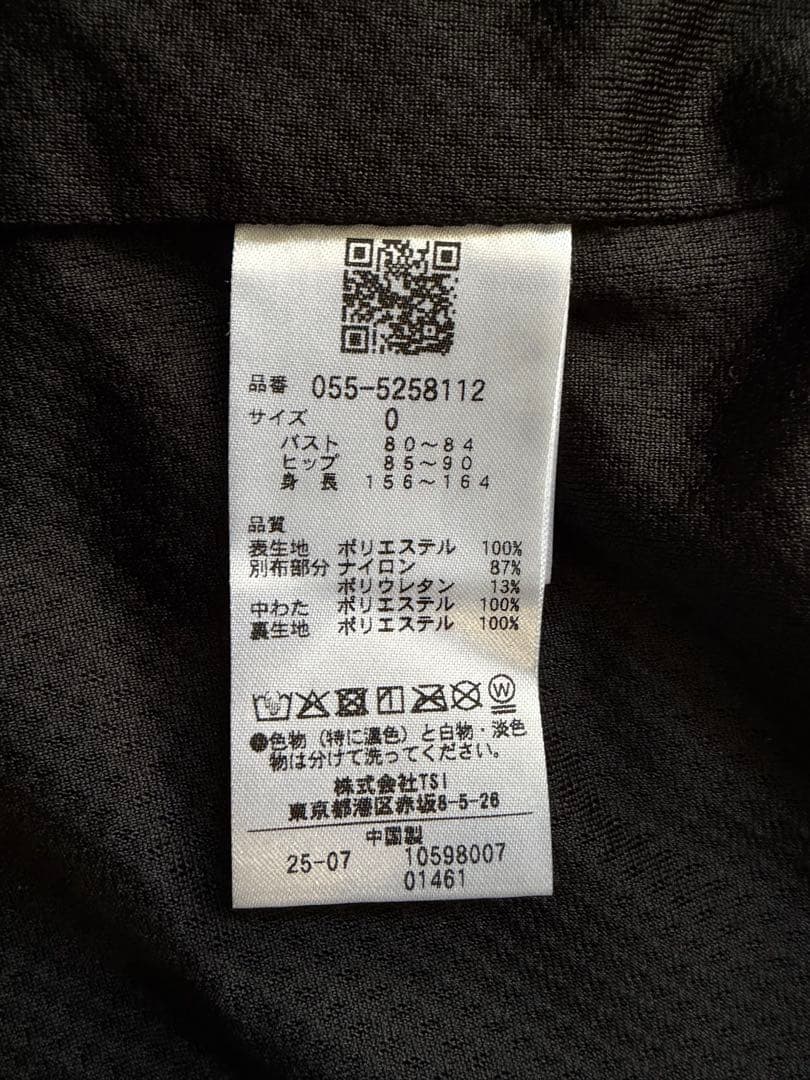 品番 055-5258112
サイズ 0
バスト 80～84
ヒップ 85～90
身長 156～164
品質
表生地 ポリエステル 100%
別布部分 ナイロン 87%
ポリウレタン 13%
中わた ポリエステル 100%
裏生地 ポリエステル 100%
W
●色物（特に濃色）と白物・淡色
物は分けて洗ってください。
株式会社TSI
東京都港区赤坂8-5-26
中国製
25-07 10598007
01461